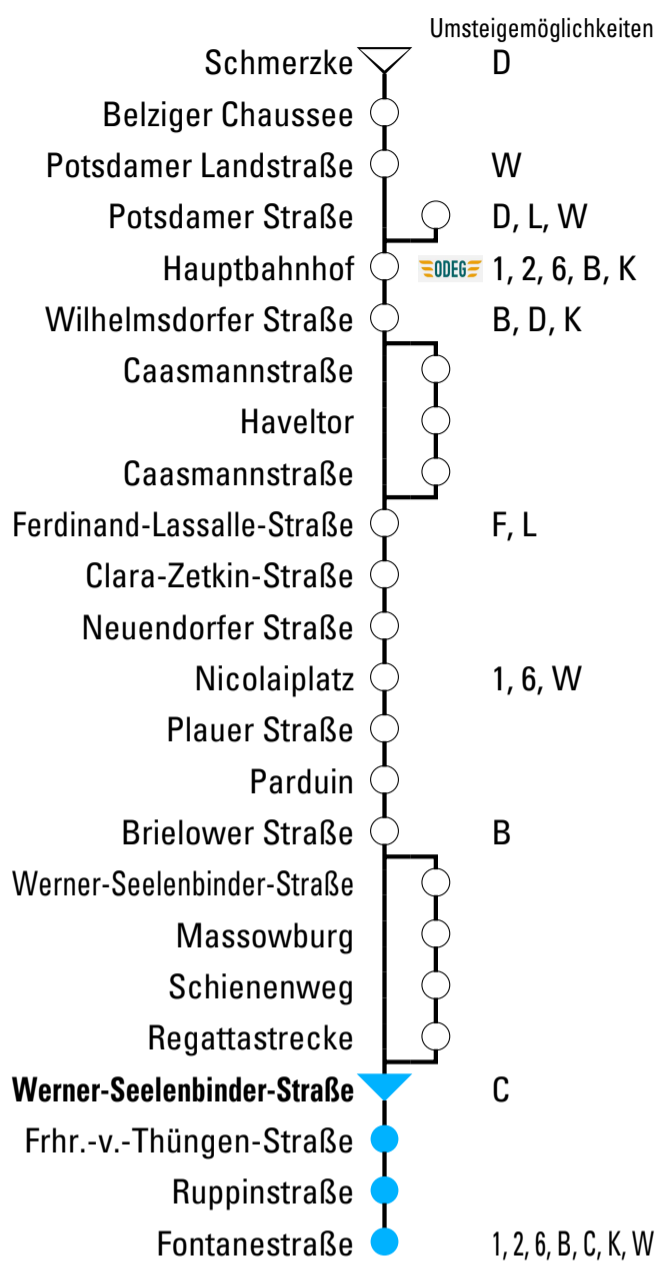 Umsteigemöglichkeiten
Schmerzke D
Belziger Chaussee
Potsdamer Landstraße W
Potsdamer Straße D, L, W
Hauptbahnhof ODEG 1, 2, 6, B, K
Wilhelmsdorfer Straße B, D, K
Caasmannstraße
Haveltor
Caasmannstraße
Ferdinand-Lassalle-Straße F, L
Clara-Zetkin-Straße
Neuendorfer Straße
Nicolaiplatz 1, 6, W
Plauer Straße
Parduin
Brielower Straße B
Werner-Seelenbinder-Straße
Massowburg
Schienenweg
Regattastrecke
Werner-Seelenbinder-Straße C
Frhr.-v.-Thüngen-Straße
Ruppinstraße
Fontanestraße 1, 2, 6, B, C, K, W